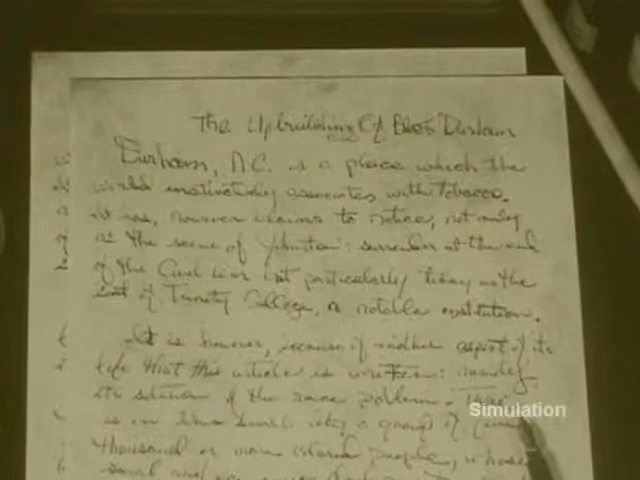 The Upbuilding Of Black Durham
Durham, N.C. is a place which the
world instinctively associates with tobacco.
It has, however claims to notice, not only
as the scene of Johnston's surrender at the end
of the Civil War but particularly today as the
seat of Trinity College, a notable institution.
It is however, because of another aspect of its
life that this article is written: namely,
its solution of the race problem. There
Simulation
is in this small city a group of five
thousand or more colored people, whose